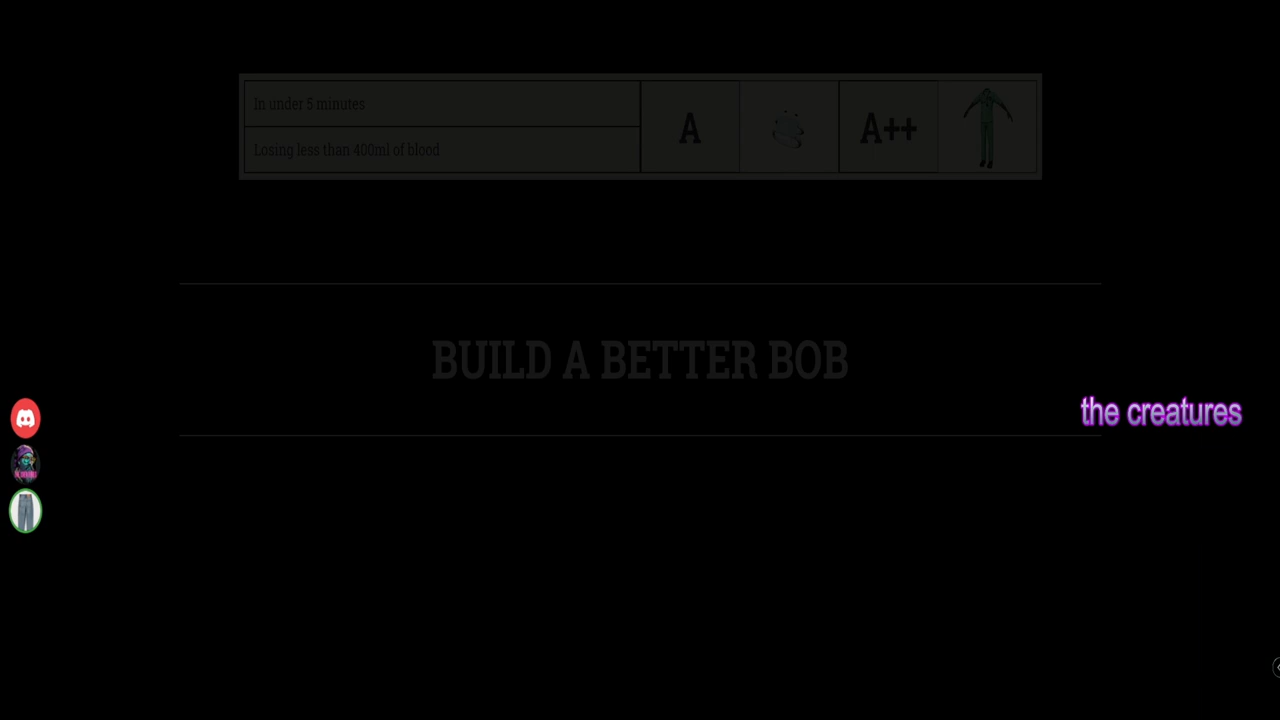 In under 5 minutes
Losing less than 400ml of blood
A
A++
BUILD A BETTER BOB
the creatures